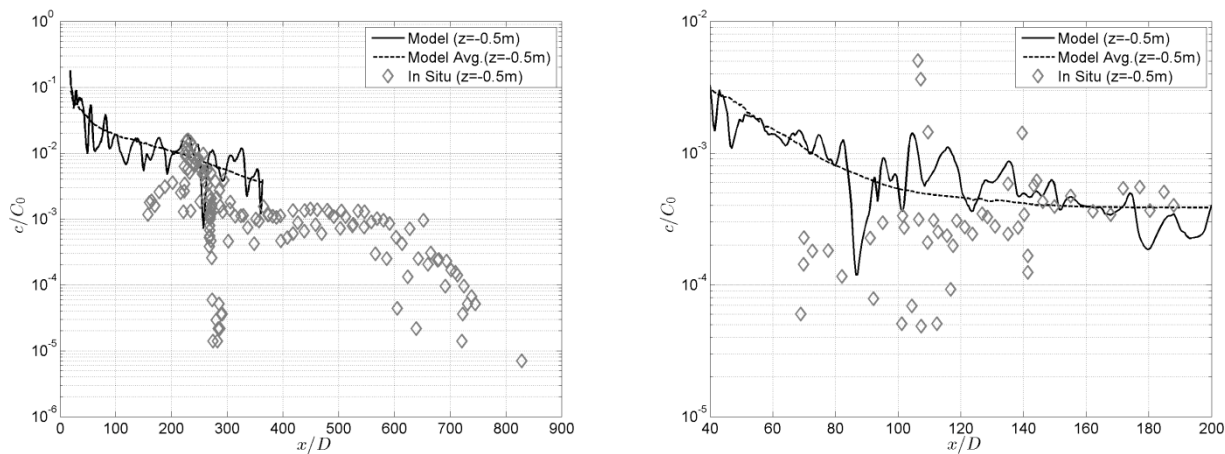 10^0
10^-1
10^-2
10^-3
10^-4
10^-5
10^-6
c/C_0
0 100 200 300 400 500 600 700 800 900
x/D
Model (z=-0.5m)
Model Avg.(z=-0.5m)
In Situ (z=-0.5m)
10^-2
10^-3
10^-4
10^-5
c/C_0
40 60 80 100 120 140 160 180 200
x/D
Model (z=-0.5m)
Model Avg.(z=-0.5m)
In Situ (z=-0.5m)